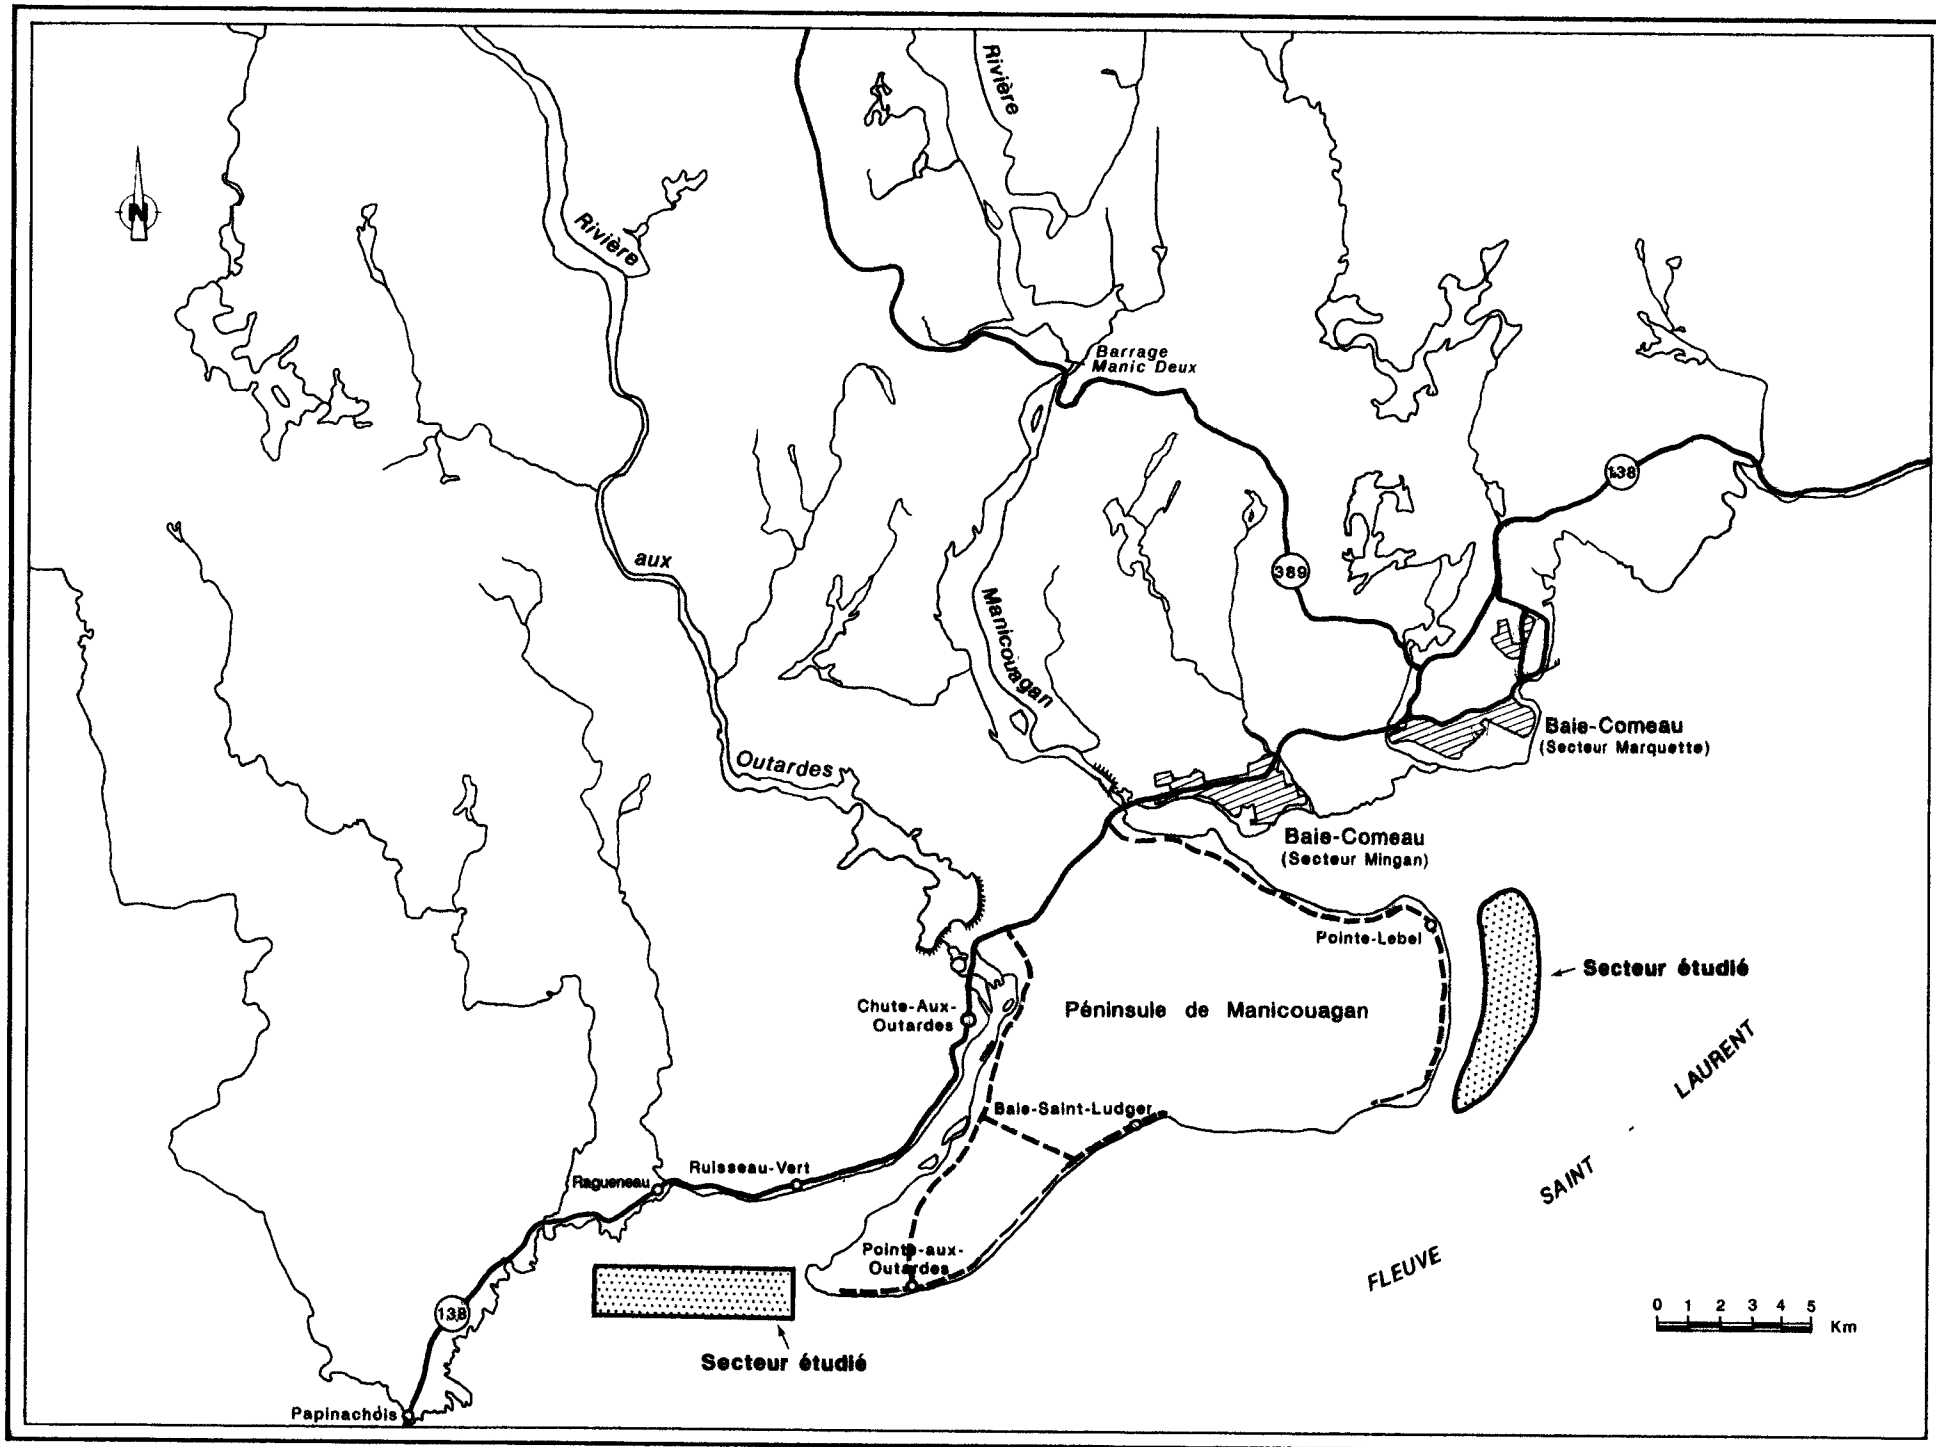 Rivière
N
Rivière
Barrage
Manic Deux
138
aux
389
Manicouagan
Outardes
Baie-Comeau
(Secteur Marquette)
Baie-Comeau
(Secteur Mingan)
Pointe-Lebel
Secteur étudié
Chute-Aux-
Outardes
Péninsule de Manicouagan
LAURENT
Baie-Saint-Ludger
Ruisseau-Vert
Ragueneau
SAINT
Pointe-aux-
Outardes
FLEUVE
138
0 1 2 3 4 5
Km
Secteur étudié
Papinachois